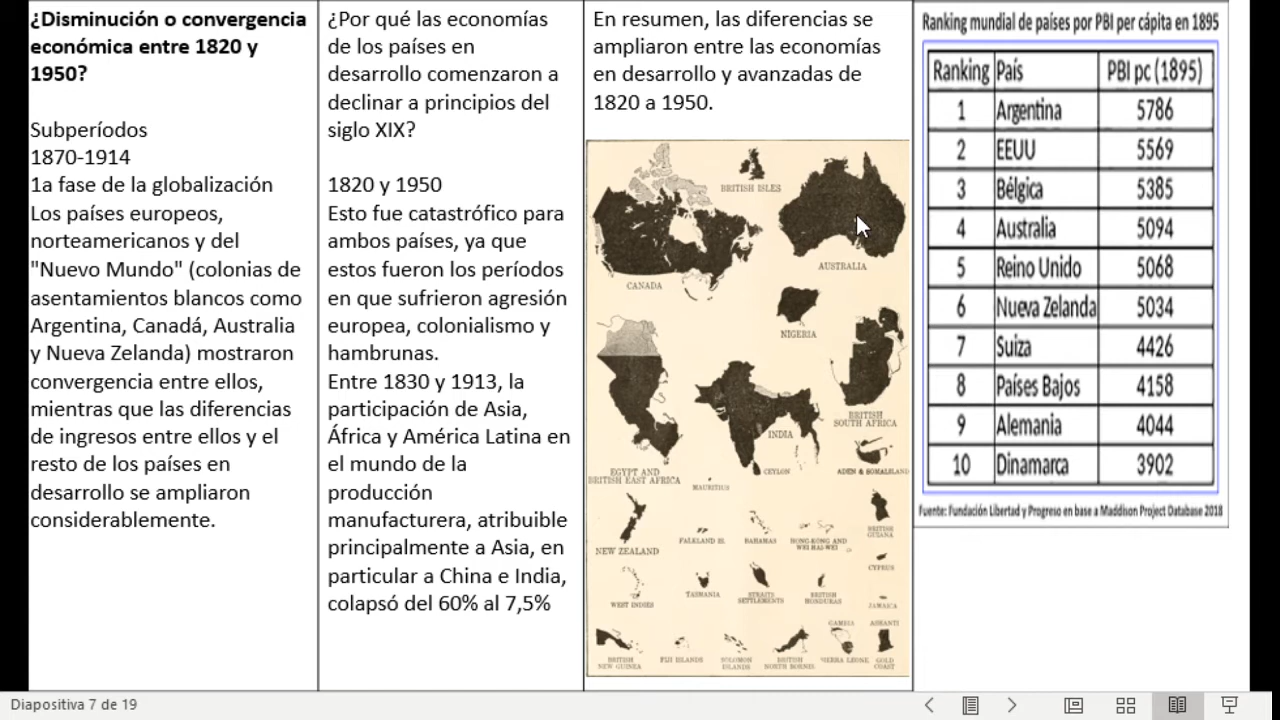 ¿Disminución o convergencia
económica entre 1820 y
1950?
Subperíodos
1870-1914
1a fase de la globalización
Los países europeos,
norteamericanos y del
"Nuevo Mundo" (colonias de
asentamientos blancos como
Argentina, Canadá, Australia
y Nueva Zelanda) mostraron
convergencia entre ellos,
mientras que las diferencias
de ingresos entre ellos y el
resto de los países en
desarrollo se ampliaron
considerablemente.
¿Por qué las economías
de los países en
desarrollo comenzaron a
declinar a principios del
siglo XIX?
1820 y 1950
Esto fue catastrófico para
ambos países, ya que
estos fueron los períodos
en que sufrieron agresión
europea, colonialismo y
hambrunas.
Entre 1830 y 1913, la
participación de Asia,
África y América Latina en
el mundo de la
producción
manufacturera, atribuible
principalmente a Asia, en
particular a China e India,
colapsó del 60% al 7,5%
En resumen, las diferencias se
ampliaron entre las economías
en desarrollo y avanzadas de
1820 a 1950.
BRITISH ISLES
CANADA
AUSTRALIA
NIGERIA
EGYPT AND
BRITISH EAST AFRICA
INDIA
CEYLON
MAURITIUS
BRITISH
SOUTH AFRICA
ADEN & SOMALILAND
NEW ZEALAND
FALKLAND IS.
BAHAMAS
HONG-KONG AND
WEI HAI-WEI
BRITISH
GUIANA
CYPRUS
WEST INDIES
TASMANIA
STRAITS
SETTLEMENTS
BRITISH
HONDURAS
JAMAICA
BRITISH
NEW GUINEA
FIJI ISLANDS
SOLOMON
ISLANDS
BRITISH
NORTH BORNEO
GAMBIA
SIERRA LEONE
ASHANTI
GOLD
COAST
Ranking mundial de países por PBI per cápita en 1895
Ranking País PBI pc (1895)
1 Argentina 5786
2 EEUU 5569
3 Bélgica 5385
4 Australia 5094
5 Reino Unido 5068
6 Nueva Zelanda 5034
7 Suiza 4426
8 Países Bajos 4158
9 Alemania 4044
10 Dinamarca 3902
Fuente: Fundación Libertad y Progreso en base a Maddison Project Database 2018
Diapositiva 7 de 19